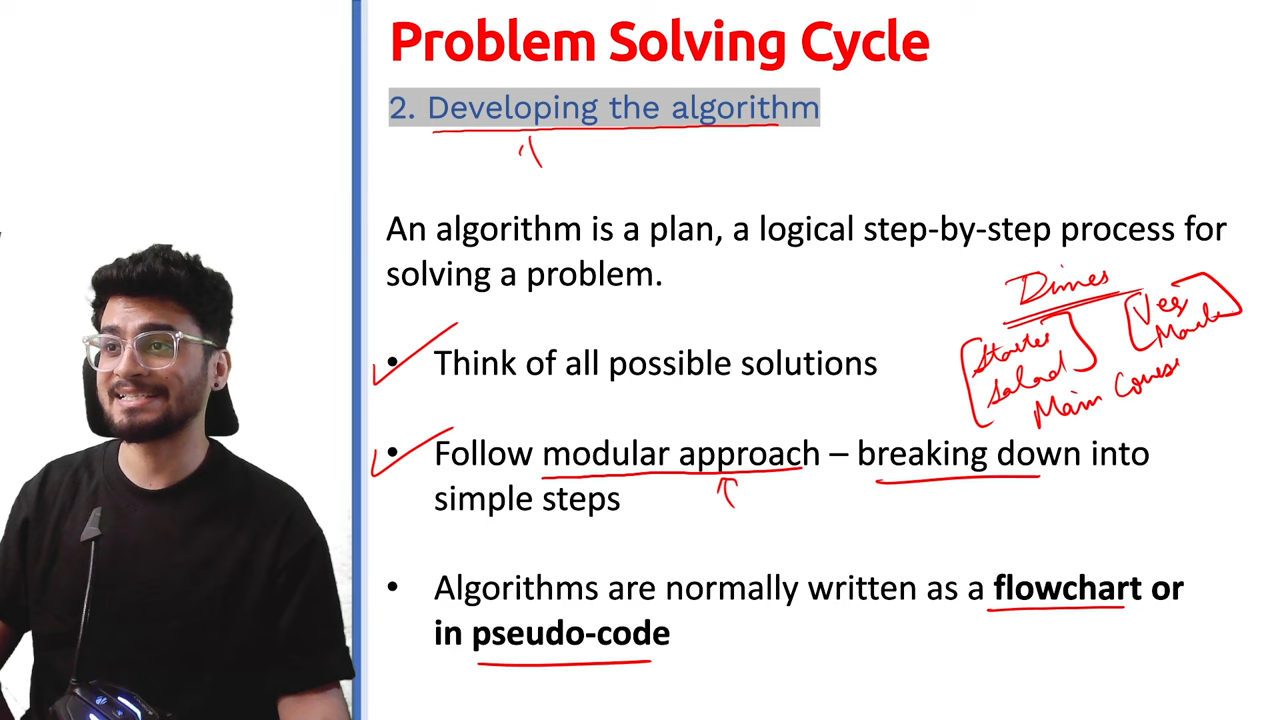 Problem Solving Cycle
2. Developing the algorithm
An algorithm is a plan, a logical step-by-step process for
solving a problem.
Dines
Starter
Salad
Main Course
Veg
• Think of all possible solutions
• Follow modular approach – breaking down into
simple steps
• Algorithms are normally written as a flowchart or
in pseudo-code